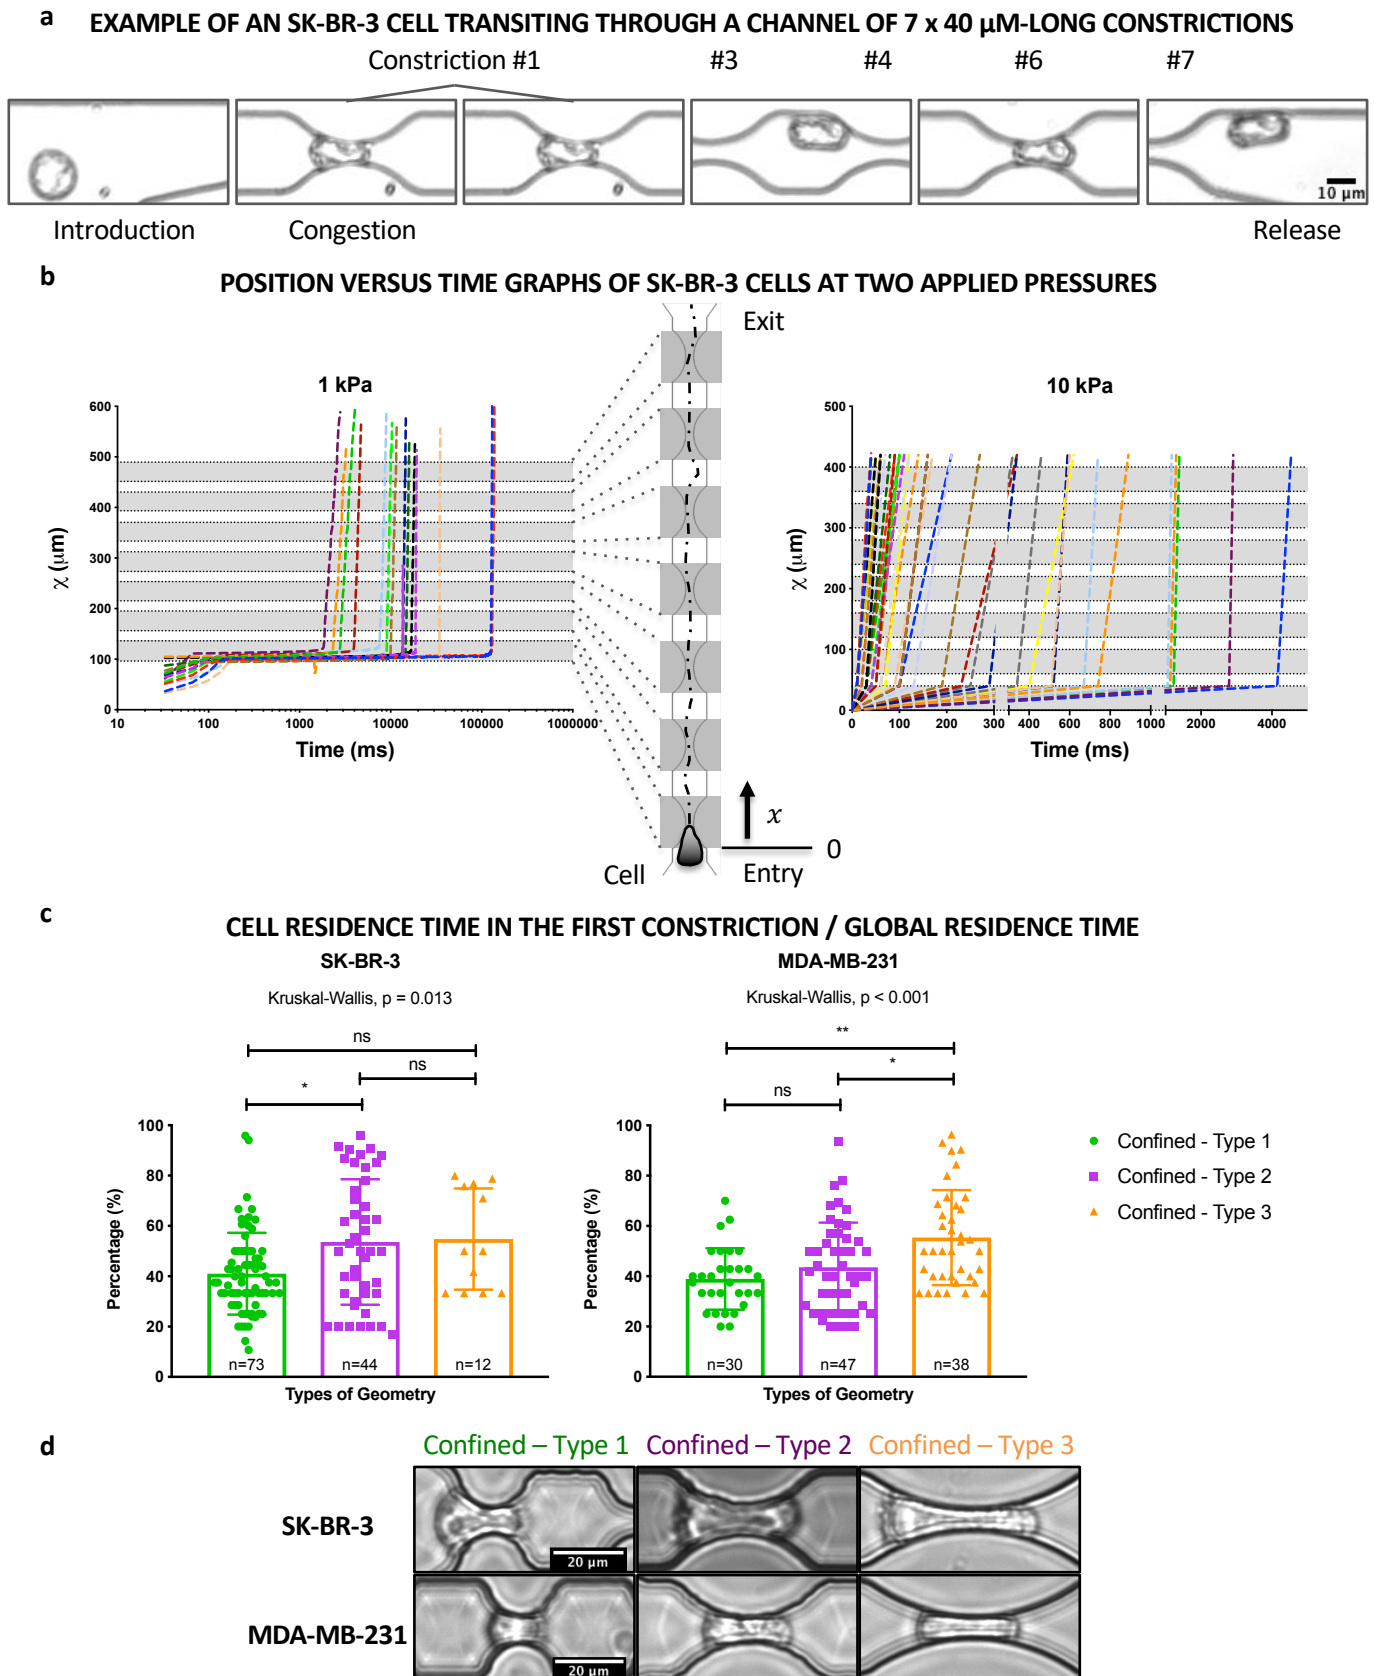 a
EXAMPLE OF AN SK-BR-3 CELL TRANSITING THROUGH A CHANNEL OF 7 x 40 µM-LONG CONSTRICTIONS
Constriction #1 #3 #4 #6 #7
10 µm
Introduction Congestion Release
b
POSITION VERSUS TIME GRAPHS OF SK-BR-3 CELLS AT TWO APPLIED PRESSURES
Exit
1 kPa
10 kPa
χ (µm)
600
500
400
300
200
100
0
10 100 1000 10000 100000 1000000
Time (ms)
χ (µm)
500
400
300
200
100
0
0 100 200 300 400 600 800 1000 2000 4000
Time (ms)
x
0
Cell Entry
c
CELL RESIDENCE TIME IN THE FIRST CONSTRICTION / GLOBAL RESIDENCE TIME
SK-BR-3
Kruskal-Wallis, p = 0.013
ns
ns
*
Percentage (%)
100
80
60
40
20
0
n=73 n=44 n=12
Types of Geometry
MDA-MB-231
Kruskal-Wallis, p < 0.001
**
*
ns
Percentage (%)
100
80
60
40
20
0
n=30 n=47 n=38
Types of Geometry
Confined - Type 1
Confined - Type 2
Confined - Type 3
d
Confined – Type 1 Confined – Type 2 Confined – Type 3
SK-BR-3
20 µm
MDA-MB-231
20 µm